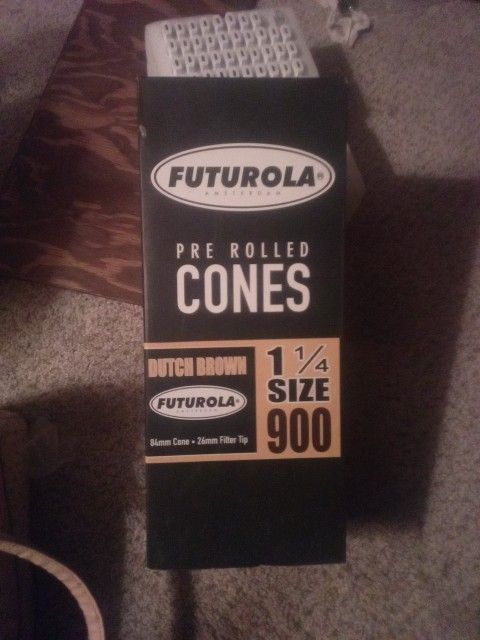 FUTUROLA®
AMSTERDAM
PRE ROLLED
CONES
DUTCH BROWN
FUTUROLA®
AMSTERDAM
84mm Cone • 26mm Filter Tip
1 1/4
SIZE
900